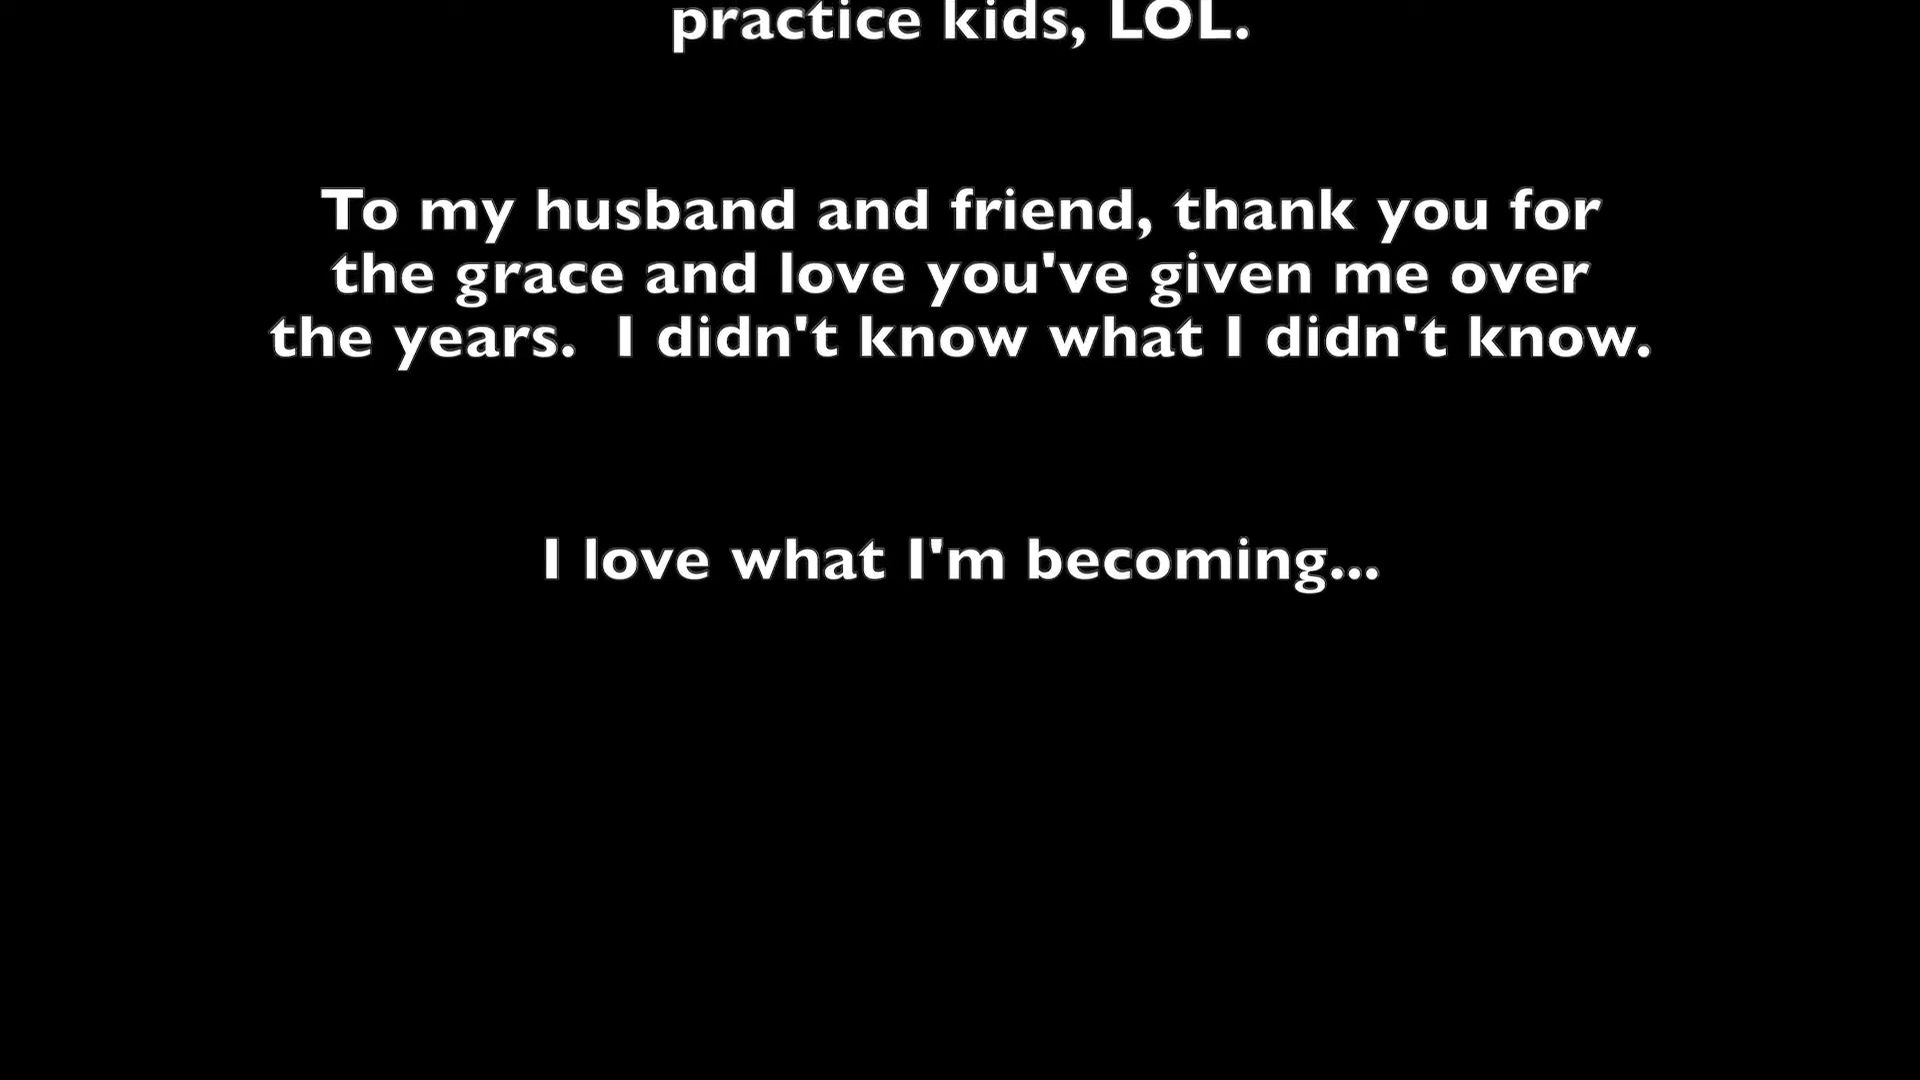 practice kids, LOL.
To my husband and friend, thank you for
the grace and love you've given me over
the years.  I didn't know what I didn't know.
I love what I'm becoming...